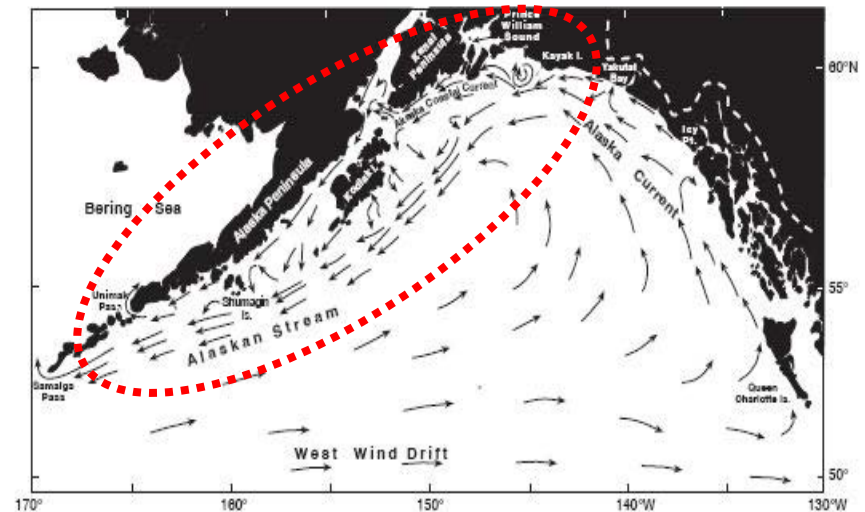 Prince
William
Sound
Kenai
Peninsula
Kayak I.
Yakutat
Bay
60°N
Alaska Coastal Current
Icy
Pt.
Alaska Current
Kodiak I.
Alaska Peninsula
Bering Sea
Unimak
Pass
Shumagin
Is.
55°
Alaskan Stream
Samalga
Pass
Queen
Charlotte Is.
West Wind Drift
50°
170°
160°
150°
140°W
130°W